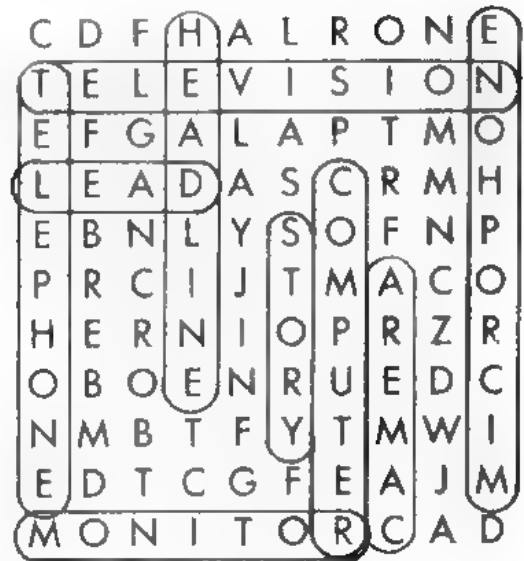 C D F H A L R O N E
T E L E V I S I O N
E F G A L A P T M O
L E A D A S C R M H
E B N L Y S O F N P
P R C I J T M A C O
H E R N I O P R Z R
O B O E N R U E D C
N M B T F Y T M W I
E D T C G F E A J M
M O N I T O R C A D